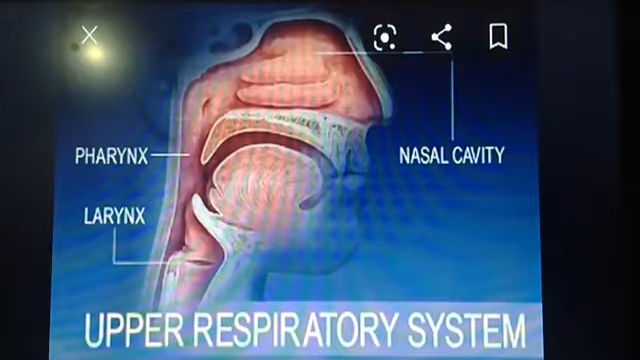 PHARYNX
NASAL CAVITY
LARYNX
UPPER RESPIRATORY SYSTEM